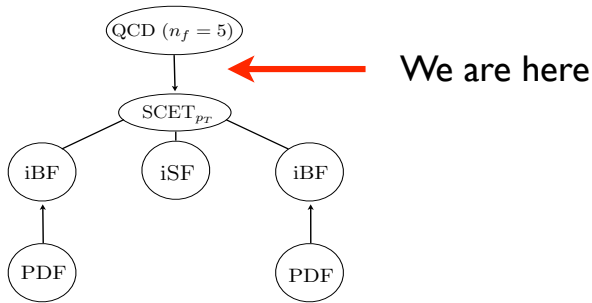 QCD (n_f = 5)
We are here
SCET_{p_T}
iBF
iSF
iBF
PDF
PDF